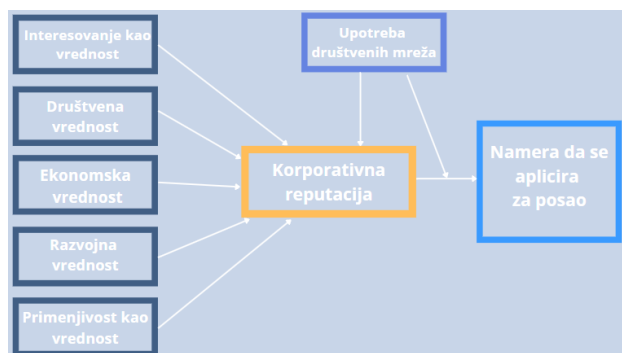 Interesovanje kao
vrednost
Upotreba
društvenih mreža
Društvena
vrednost
Ekonomska
vrednost
Korporativna
reputacija
Namera da se
aplicira
za posao
Razvojna
vrednost
Primenjivost kao
vrednost